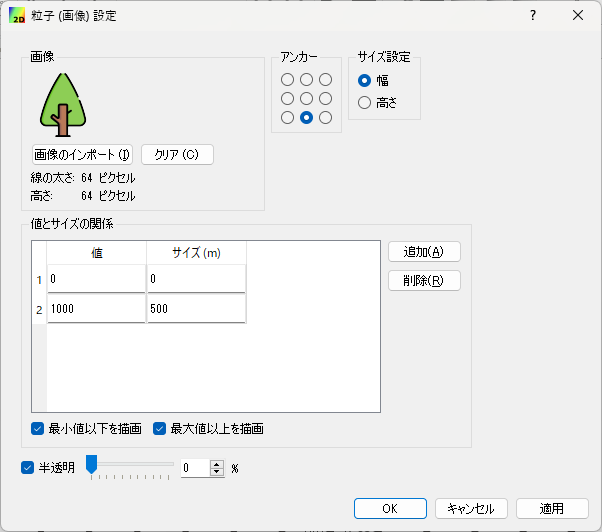 2D 粒子 (画像) 設定 ?
画像
アンカー
サイズ設定
幅
高さ
画像のインポート (I)
クリア (C)
線の太さ: 64 ピクセル
高さ: 64 ピクセル
値とサイズの関係
値 サイズ (m)
1 0 0
2 1000 500
追加(A)
削除(R)
最小値以下を描画 最大値以上を描画
半透明 0 %
OK キャンセル 適用